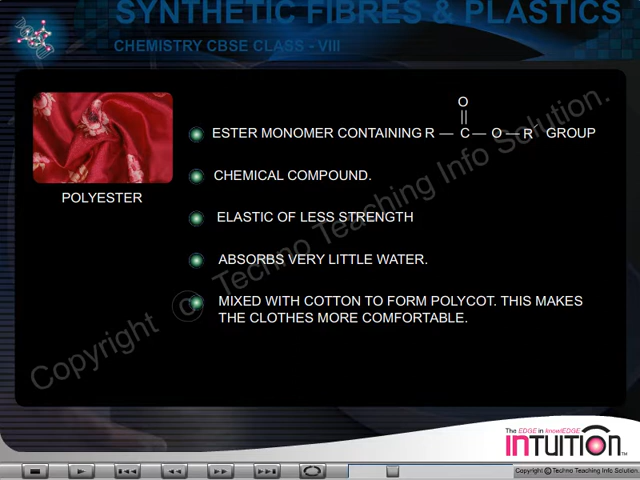 SYNTHETIC FIBRES & PLASTICS
CHEMISTRY CBSE CLASS - VIII
O
||
ESTER MONOMER CONTAINING R — C — O — R′ GROUP
POLYESTER
CHEMICAL COMPOUND.
ELASTIC OF LESS STRENGTH
ABSORBS VERY LITTLE WATER.
MIXED WITH COTTON TO FORM POLYCOT. THIS MAKES
THE CLOTHES MORE COMFORTABLE.
Copyright © Techno Teaching Info Solution.
The EDGE in knowEDGE
INTUITION™
Copyright © Techno Teaching Info Solution.